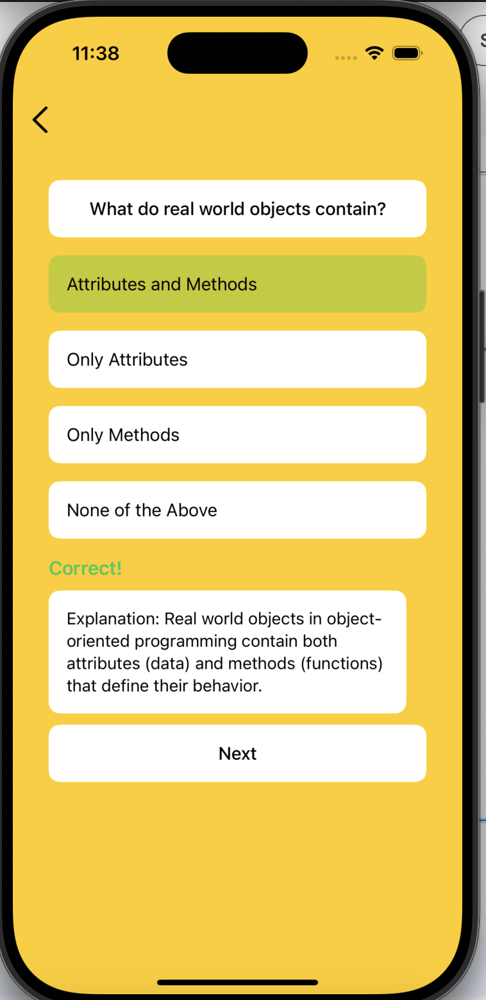 11:38
What do real world objects contain?
Attributes and Methods
Only Attributes
Only Methods
None of the Above
Correct!
Explanation: Real world objects in object-
oriented programming contain both
attributes (data) and methods (functions)
that define their behavior.
Next